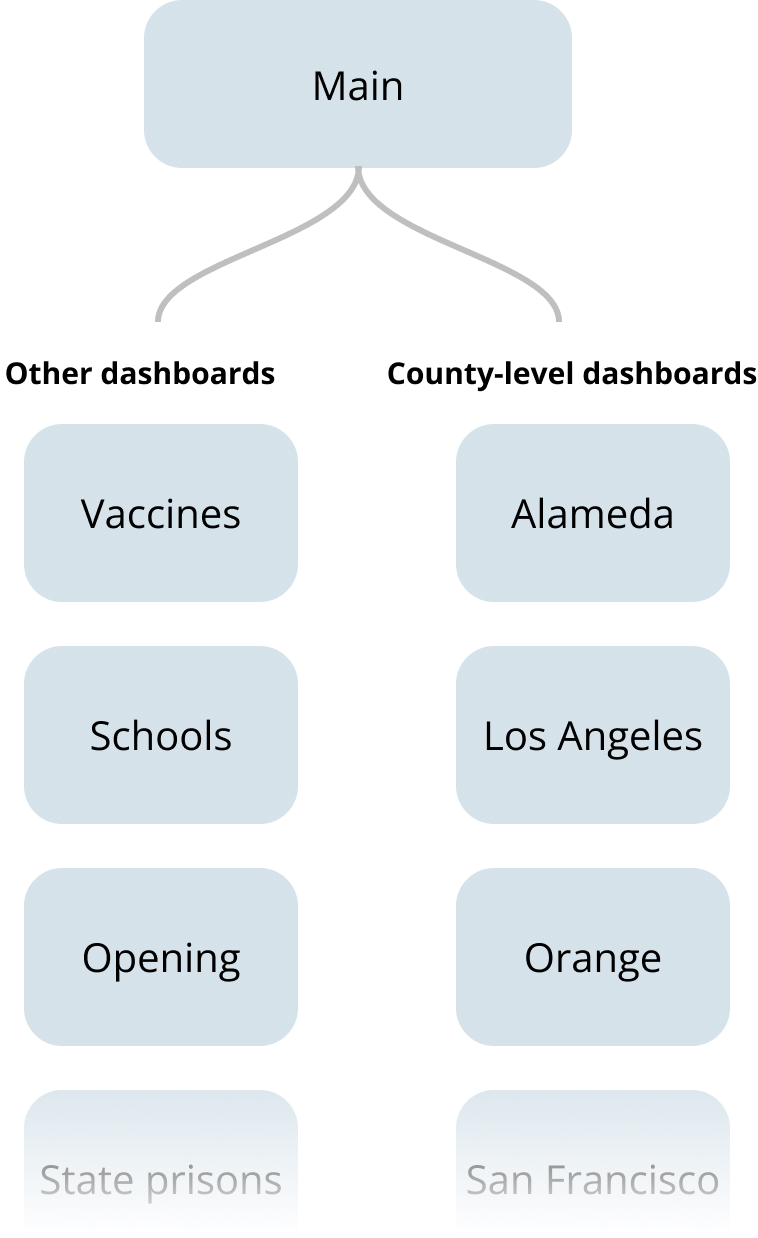 Main
Other dashboards
County-level dashboards
Vaccines
Alameda
Schools
Los Angeles
Opening
Orange
State prisons
San Francisco